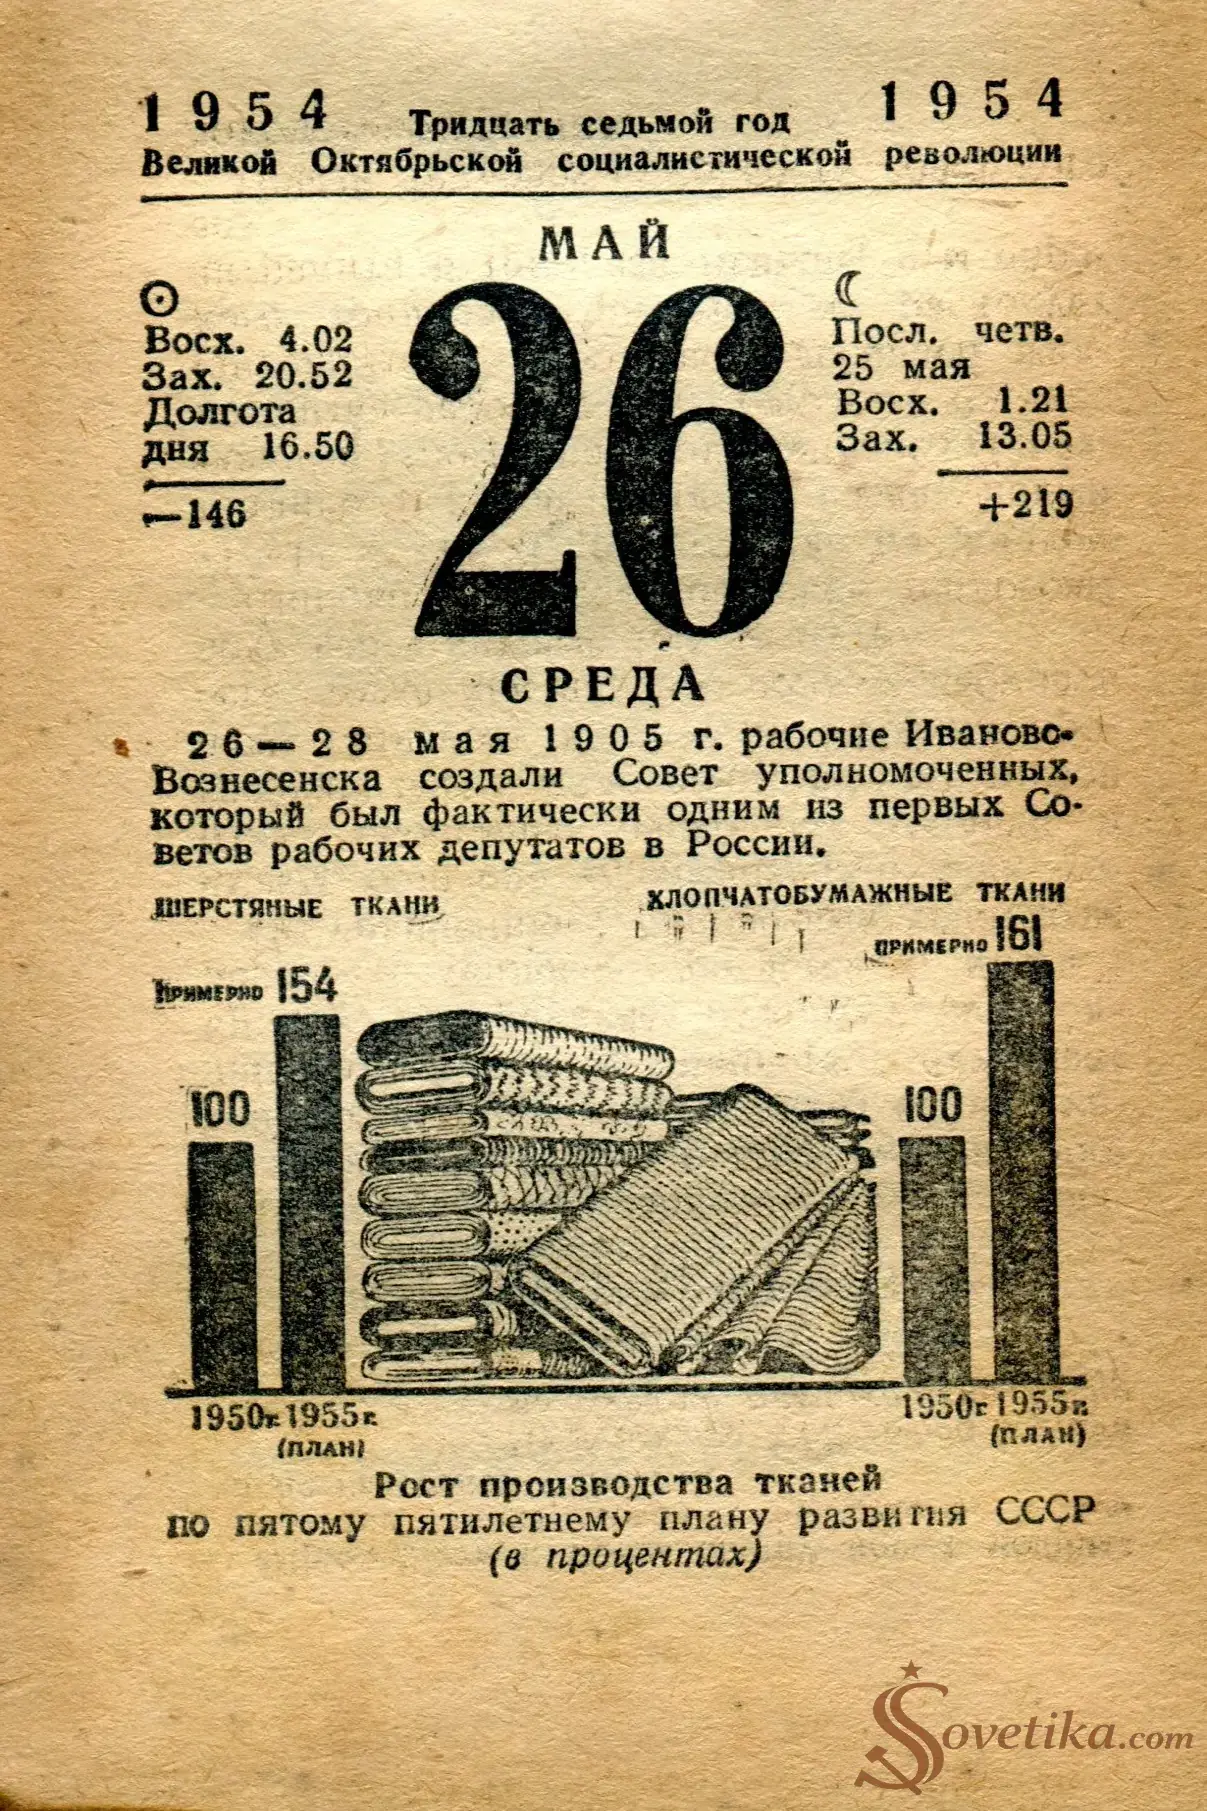 1954 Тридцать седьмой год 1954
Великой Октябрьской социалистической революции
МАЙ
Восх. 4.02
Зах. 20.52
Долгота
дня 16.50
—146
26
Посл. четв.
25 мая
Восх. 1.21
Зах. 13.05
+219
СРЕДА
26—28 мая 1905 г. рабочие Иваново-
Вознесенска создали Совет уполномоченных,
который был фактически одним из первых Со-
ветов рабочих депутатов в России.
ШЕРСТЯНЫЕ ТКАНИ
ХЛОПЧАТОБУМАЖНЫЕ ТКАНИ
ПРИМЕРНО 161
ПРИМЕРНО 154
100
100
1950г. 1955г.
(ПЛАН)
1950г 1955г.
(ПЛАН)
Рост производства тканей
по пятому пятилетнему плану развития СССР
(в процентах)
Sovetika.com